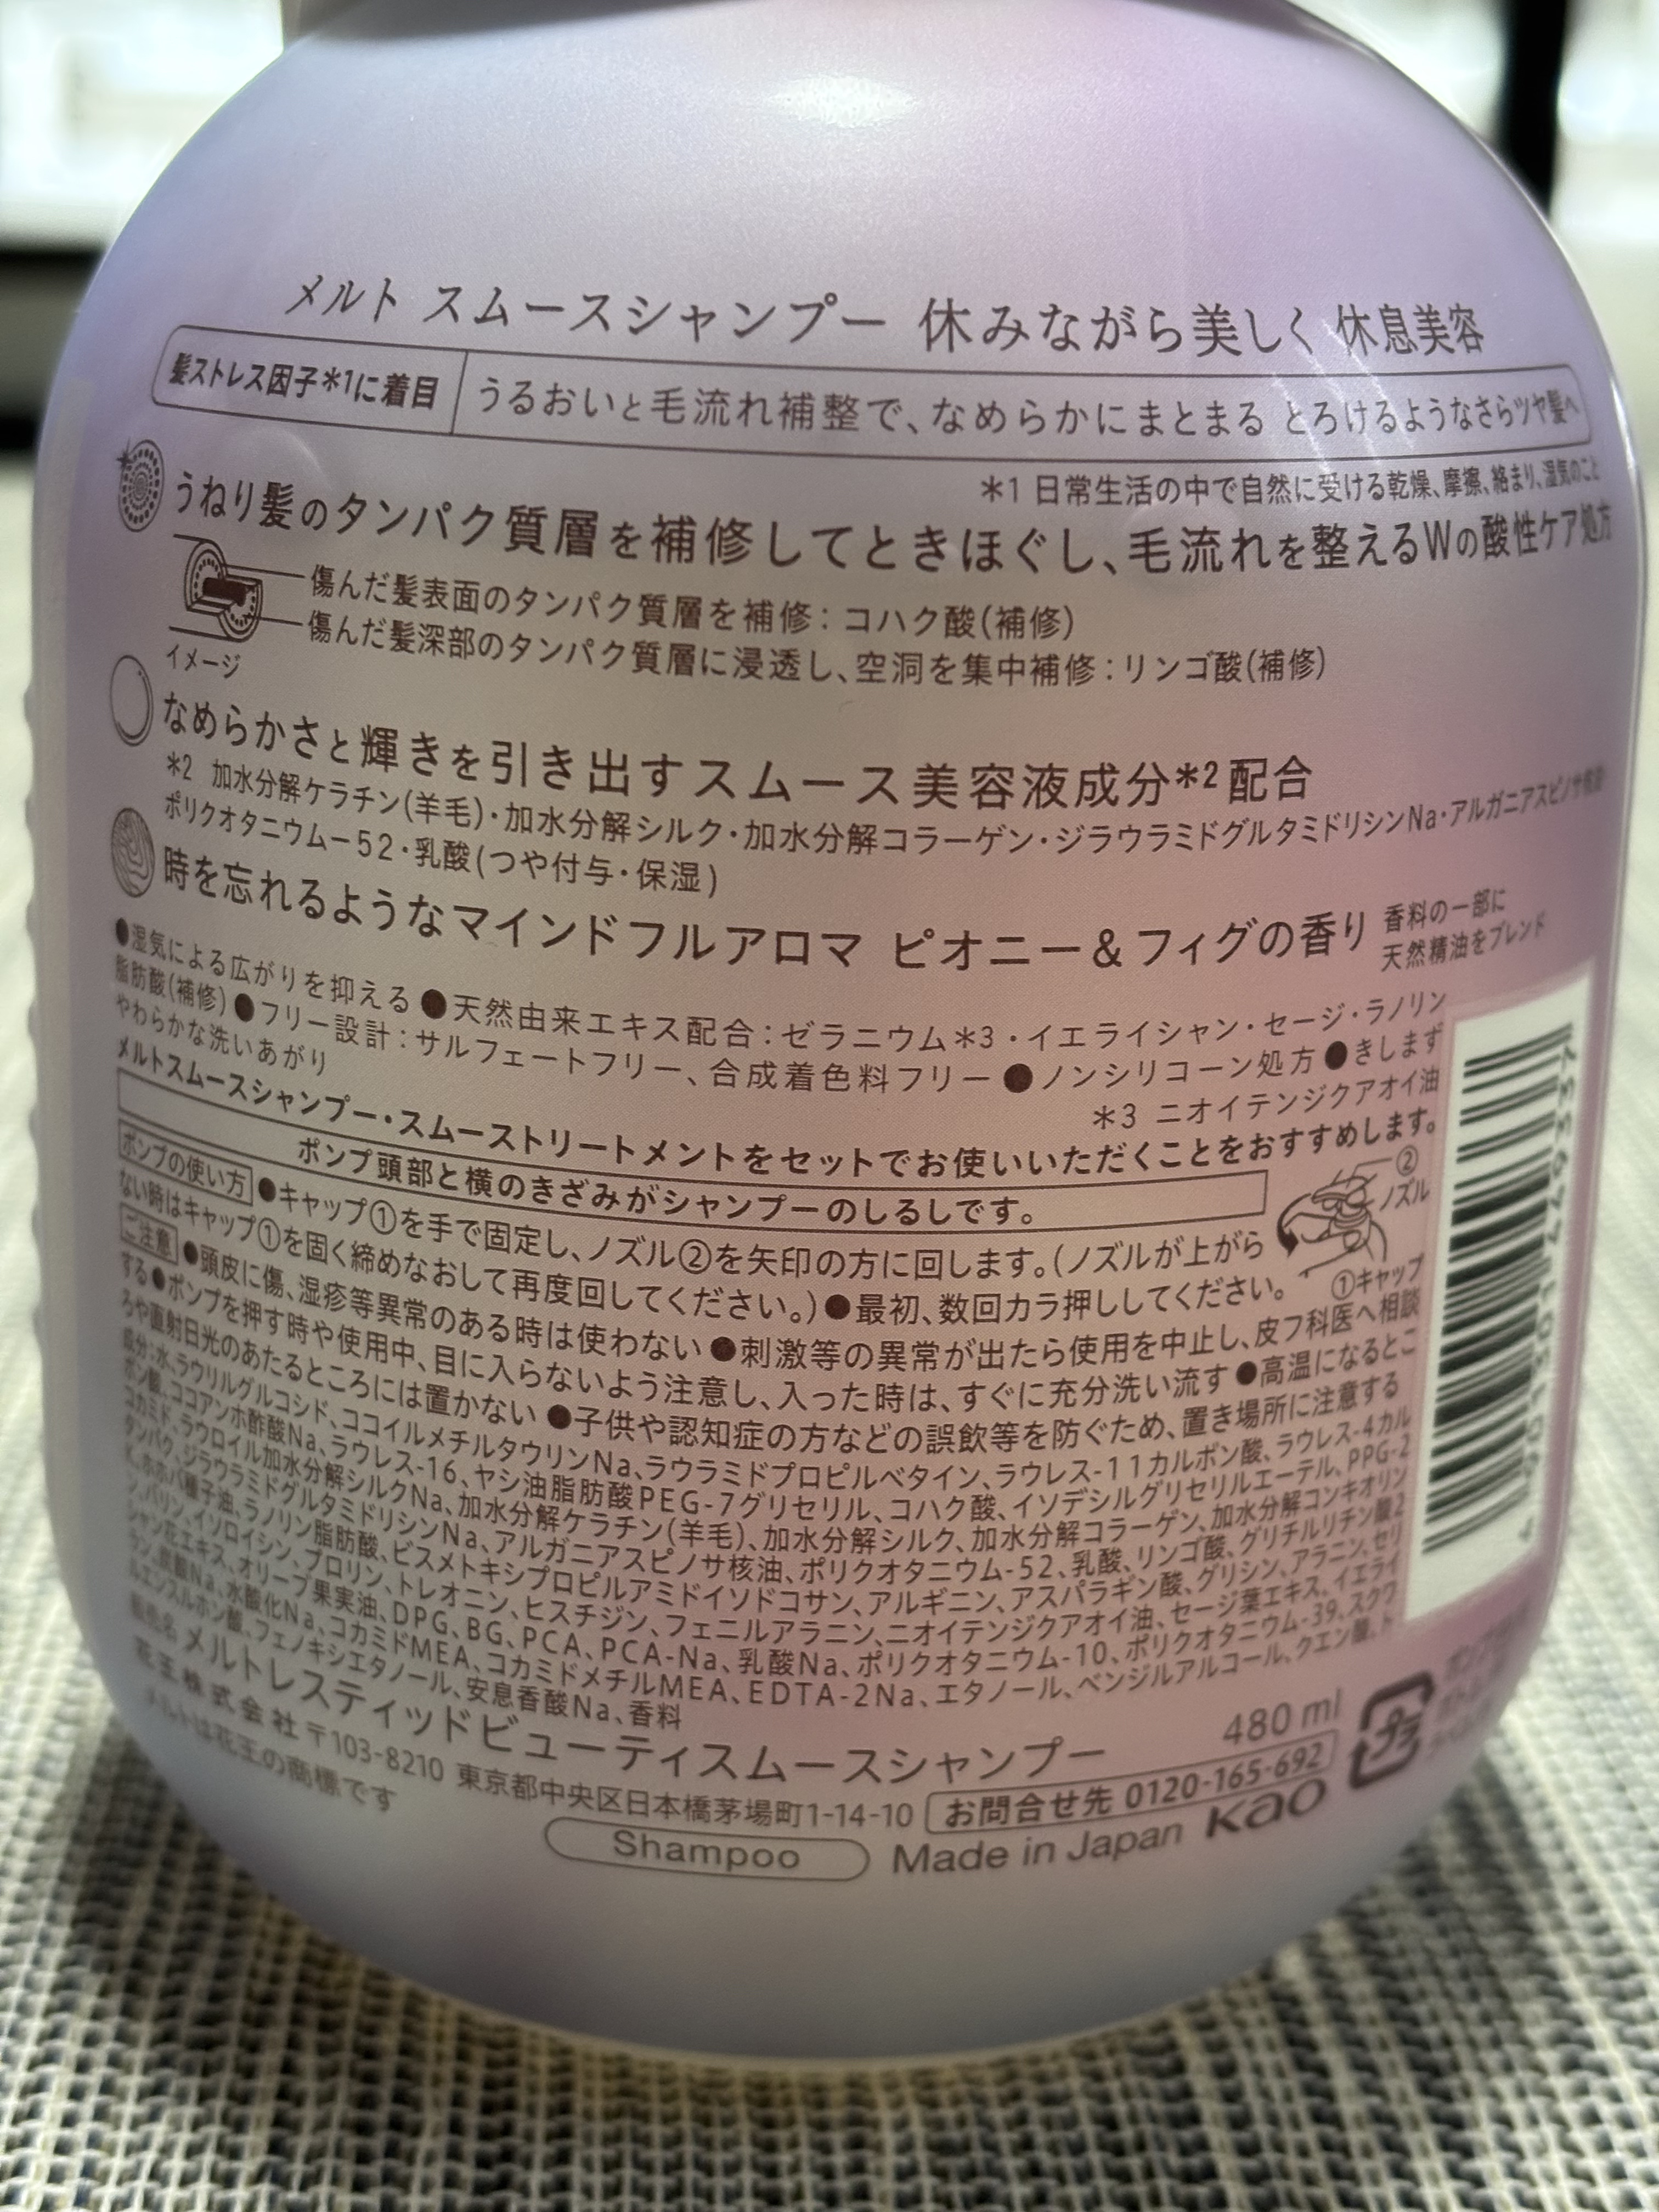 メルト スムースシャンプー 休みながら美しく 休息美容
髪ストレス因子*1に着目 うるおいと毛流れ補整で、なめらかにまとまる とろけるようなさらツヤ髪へ
*1 日常生活の中で自然に受ける乾燥、摩擦、絡まり、湿気のこと
うねり髪のタンパク質層を補修してときほぐし、毛流れを整えるWの酸性ケア処方
傷んだ髪表面のタンパク質層を補修：コハク酸(補修)
傷んだ髪深部のタンパク質層に浸透し、空洞を集中補修：リンゴ酸(補修)
イメージ
なめらかさと輝きを引き出すスムース美容液成分*2配合
*2 加水分解ケラチン(羊毛)・加水分解シルク・加水分解コラーゲン・ジラウラミドグルタミドリシンNa・アルガニアスピノサ核油・
ポリクオタニウム－52・乳酸(つや付与・保湿)
時を忘れるようなマインドフルアロマ ピオニー＆フィグの香り 香料の一部に
天然精油をブレンド
●湿気による広がりを抑える ●天然由来エキス配合：ゼラニウム*3・イエライシャン・セージ・ラノリン
脂肪酸(補修) ●フリー設計：サルフェートフリー、合成着色料フリー ●ノンシリコーン処方 ●きしまず
やわらかな洗いあがり
*3 ニオイテンジクアオイ油
メルトスムースシャンプー・スムーストリートメントをセットでお使いいただくことをおすすめします。
ポンプ頭部と横のきざみがシャンプーのしるしです。
ポンプの使い方 ●キャップ①を手で固定し、ノズル②を矢印の方に回します。(ノズルが上がら
ない時はキャップ①を固く締めなおして再度回してください。) ●最初、数回カラ押ししてください。
②
ノズル
①キャップ
ご注意 ●頭皮に傷、湿疹等異常のある時は使わない ●刺激等の異常が出たら使用を中止し、皮フ科医へ相談
する ●ポンプを押す時や使用中、目に入らないよう注意し、入った時は、すぐに充分洗い流す ●高温になるとこ
ろや直射日光のあたるところには置かない ●子供や認知症の方などの誤飲等を防ぐため、置き場所に注意する
成分：水、ラウリルグルコシド、ココイルメチルタウリンNa、ラウラミドプロピルベタイン、ラウレス-11カルボン酸、ラウレス-4カル
ボン酸、ココアンホ酢酸Na、ラウレス-16、ヤシ油脂肪酸PEG-7グリセリル、コハク酸、イソデシルグリセリルエーテル、PPG-2
コカミド、ラウロイル加水分解シルクNa、加水分解ケラチン(羊毛)、加水分解シルク、加水分解コラーゲン、加水分解コンキオリン
タンパク、ジラウラミドグルタミドリシンNa、アルガニアスピノサ核油、ポリクオタニウム-52、乳酸、リンゴ酸、グリチルリチン酸2
K、ホホバ種子油、ラノリン脂肪酸、ビスメトキシプロピルアミドイソドコサン、アルギニン、アスパラギン酸、グリシン、アラニン、セリ
ン、バリン、イソロイシン、プロリン、トレオニン、ヒスチジン、フェニルアラニン、ニオイテンジクアオイ油、セージ葉エキス、イエライ
シャン花エキス、オリーブ果実油、DPG、BG、PCA、PCA-Na、乳酸Na、ポリクオタニウム-10、ポリクオタニウム-39、スクワ
ラン、炭酸Na、水酸化Na、コカミドMEA、コカミドメチルMEA、EDTA-2Na、エタノール、ベンジルアルコール、クエン酸、ト
ルエンスルホン酸、フェノキシエタノール、安息香酸Na、香料
販売名 メルトレスティッドビューティスムースシャンプー 480 ml
花王株式会社 〒103-8210 東京都中央区日本橋茅場町1-14-10 お問合せ先 0120-165-692
メルトは花王の商標です
Shampoo Made in Japan Kao
プラ